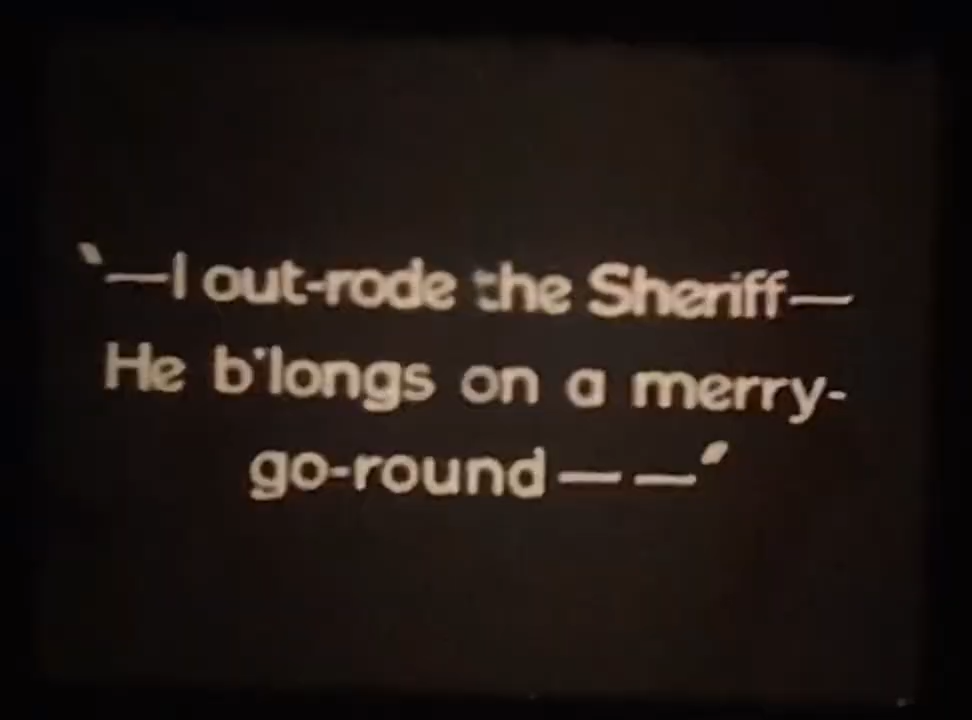 ‵—I out-rode the Sheriff—
He b'longs on a merry-
go-round — —′